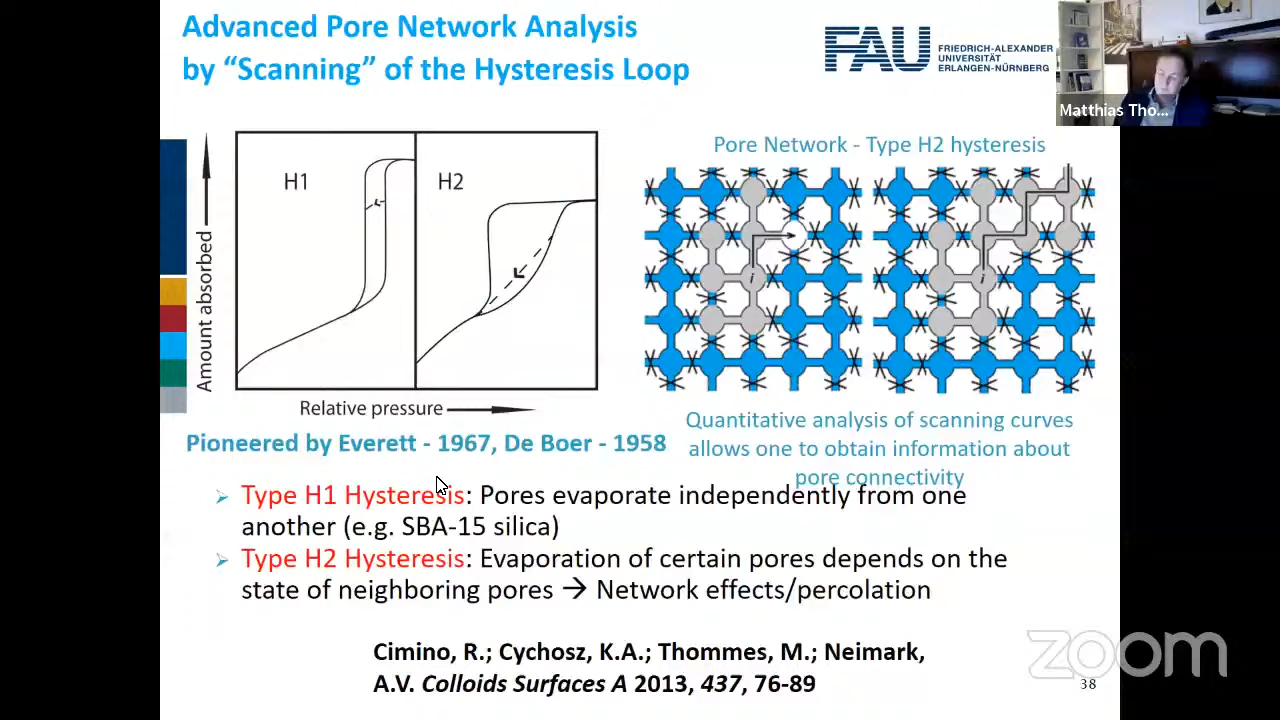 Advanced Pore Network Analysis
by “Scanning” of the Hysteresis Loop
FAU
FRIEDRICH-ALEXANDER
UNIVERSITÄT
ERLANGEN-NÜRNBERG
Matthias Tho...
H1
H2
Amount absorbed
Relative pressure
Pore Network - Type H2 hysteresis
i
i
Pioneered by Everett - 1967, De Boer - 1958
Quantitative analysis of scanning curves
allows one to obtain information about
pore connectivity
Type H1 Hysteresis: Pores evaporate independently from one
another (e.g. SBA-15 silica)
Type H2 Hysteresis: Evaporation of certain pores depends on the
state of neighboring pores → Network effects/percolation
Cimino, R.; Cychosz, K.A.; Thommes, M.; Neimark,
A.V. Colloids Surfaces A 2013, 437, 76-89
zoom
38